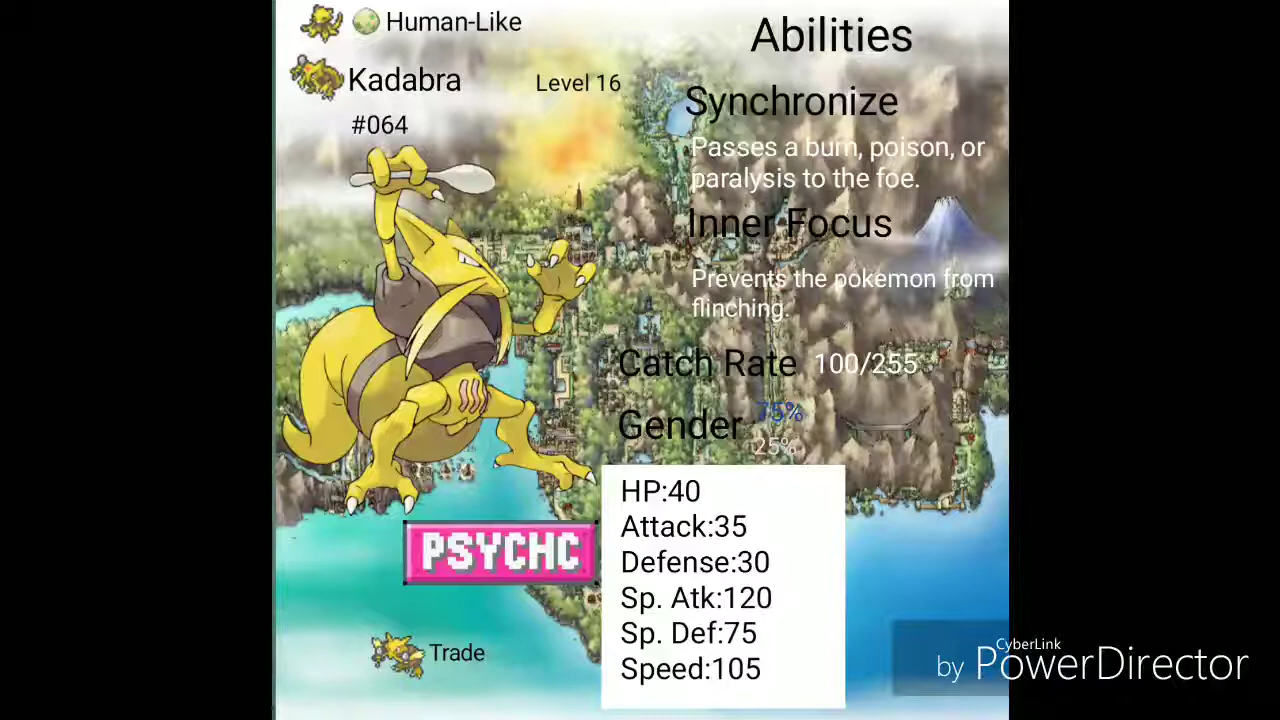 Human-Like
Kadabra
Level 16
#064
Abilities
Synchronize
Passes a burn, poison, or
paralysis to the foe.
Inner Focus
Prevents the pokemon from
flinching.
Catch Rate 100/255
Gender 75%
25%
HP:40
Attack:35
Defense:30
Sp. Atk:120
Sp. Def:75
Speed:105
PSYCHC
Trade
CyberLink
by PowerDirector